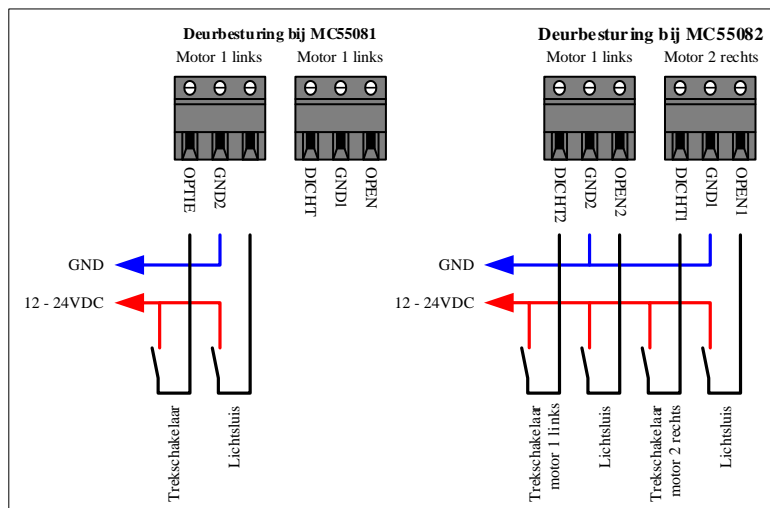 Deurbesturing bij MC55081
Motor 1 links
Motor 1 links
OPTIE
GND2
DICHT
GND1
OPEN
GND
12 - 24VDC
Trekschakelaar
Lichtsluis
Deurbesturing bij MC55082
Motor 1 links
Motor 2 rechts
DICHT2
GND2
OPEN2
DICHT1
GND1
OPEN1
GND
12 - 24VDC
Trekschakelaar
motor 1 links
Lichtsluis
Trekschakelaar
motor 2 rechts
Lichtsluis